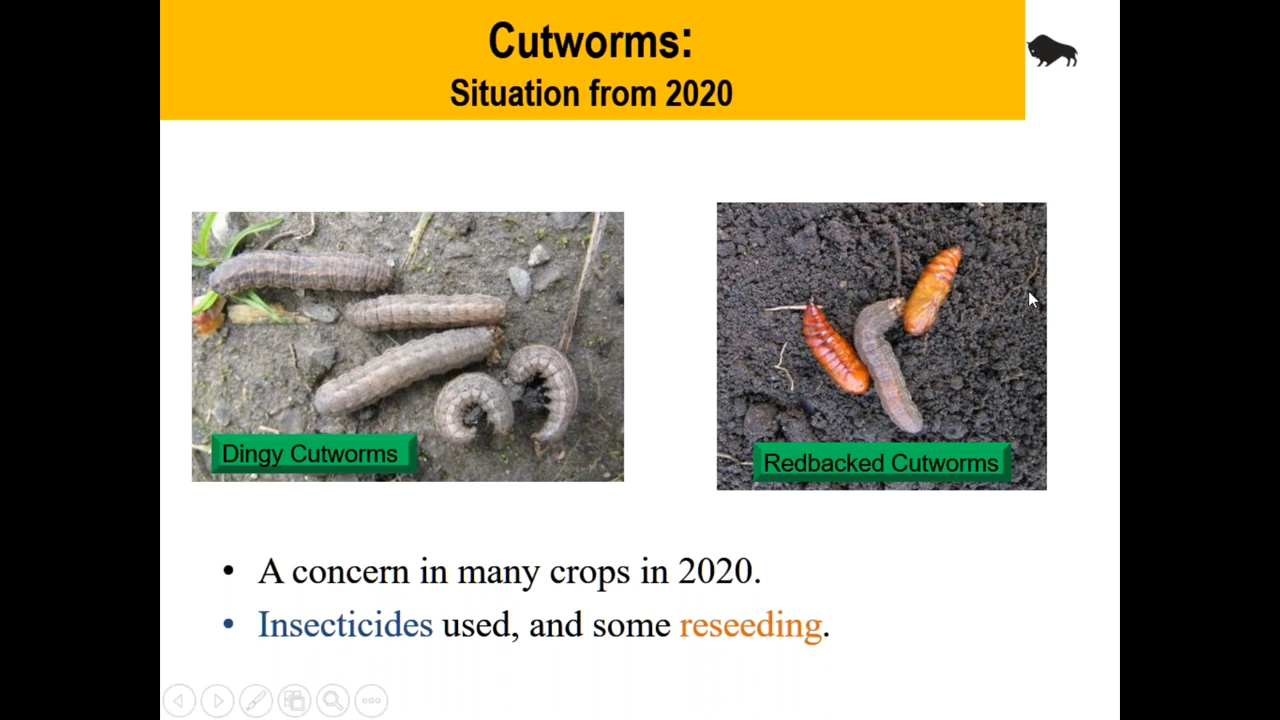 Cutworms:
Situation from 2020
Dingy Cutworms
Redbacked Cutworms
• A concern in many crops in 2020.
• Insecticides used, and some reseeding.